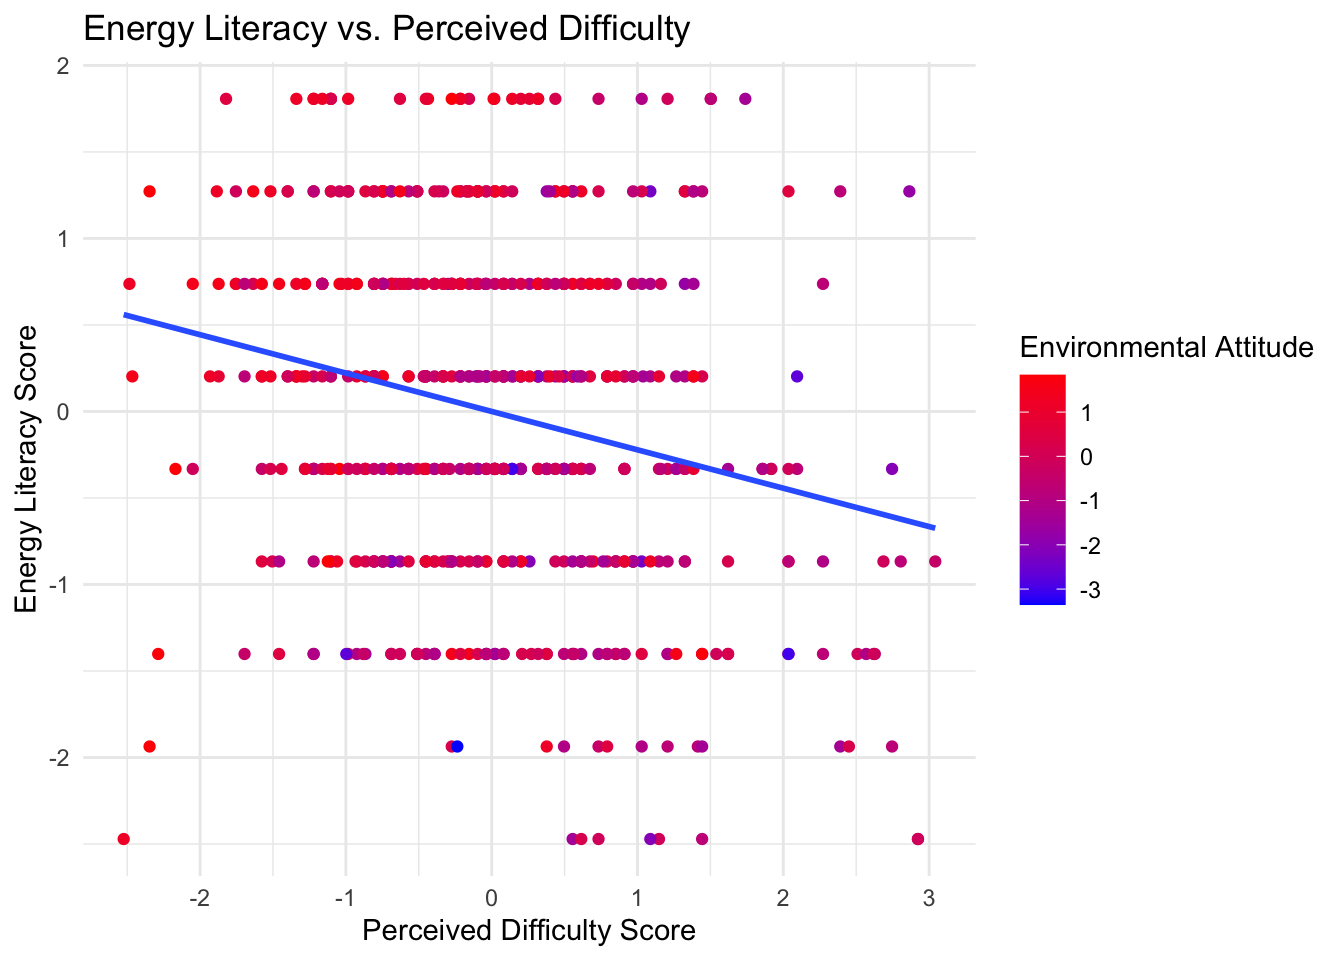 Energy Literacy vs. Perceived Difficulty
2
1
0
-1
-2
Energy Literacy Score
-2 -1 0 1 2 3
Perceived Difficulty Score
Environmental Attitude
1
0
-1
-2
-3